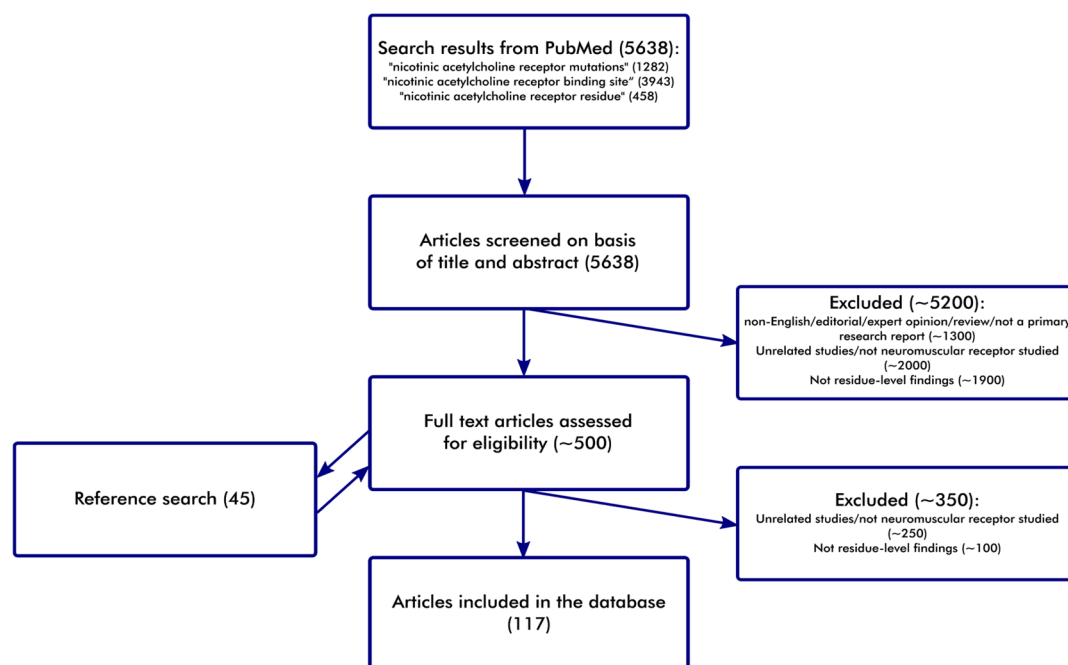 Search results from PubMed (5638):
"nicotinic acetylcholine receptor mutations" (1282)
"nicotinic acetylcholine receptor binding site” (3943)
"nicotinic acetylcholine receptor residue" (458)
Articles screened on basis
of title and abstract (5638)
Excluded (~5200):
non-English/editorial/expert opinion/review/not a primary
research report (~1300)
Unrelated studies/not neuromuscular receptor studied
(~2000)
Not residue-level findings (~1900)
Full text articles assessed
for eligibility (~500)
Reference search (45)
Excluded (~350):
Unrelated studies/not neuromuscular receptor studied
(~250)
Not residue-level findings (~100)
Articles included in the database
(117)